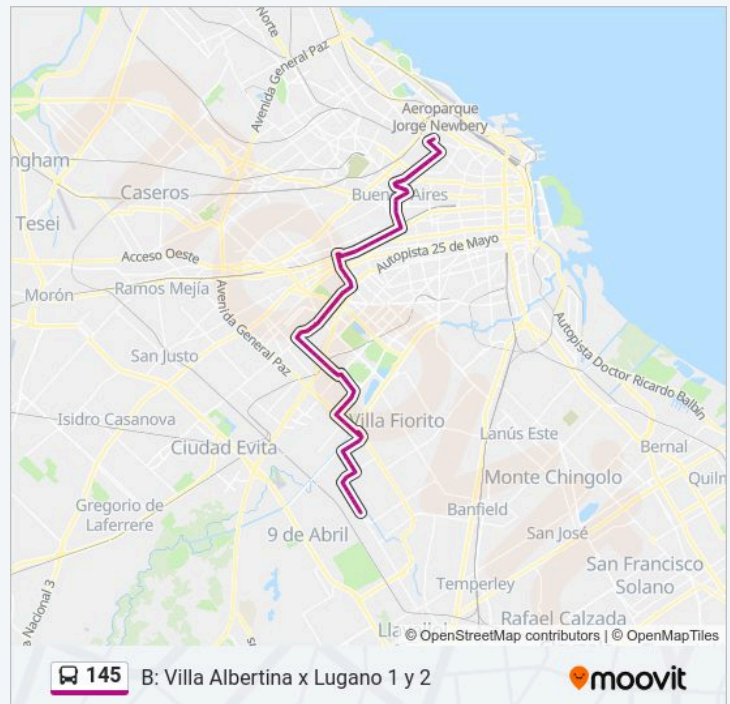 Norte
Avenida General Paz
Aeroparque
Jorge Newbery
ngham
Caseros
Buenos Aires
Tesei
Acceso Oeste
Autopista 25 de Mayo
Morón
Ramos Mejía
Avenida General Paz
Autopista Doctor Ricardo Balbín
San Justo
Isidro Casanova
Villa Fiorito
Lanús Este
Ciudad Evita
Bernal
Monte Chingolo
Quiln
Gregorio de
Laferrere
Banfield
9 de Abril
San José
San Francisco
Solano
Temperley
e Nacional 3
Rafael Calzada
© OpenStreetMap contributors | © OpenMapTiles
145 B: Villa Albertina x Lugano 1 y 2
moovit